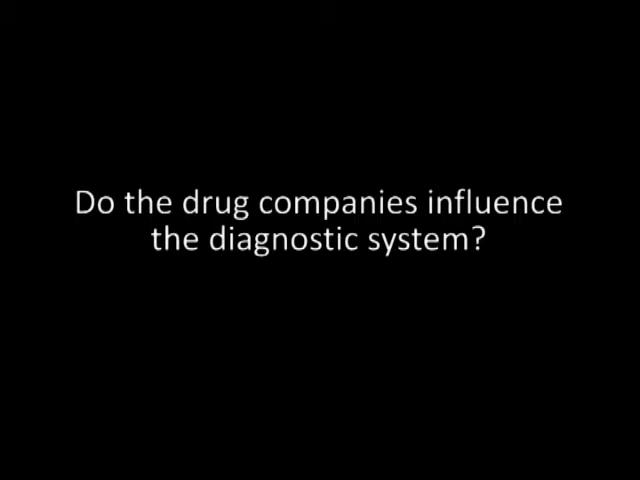 Do the drug companies influence
the diagnostic system?